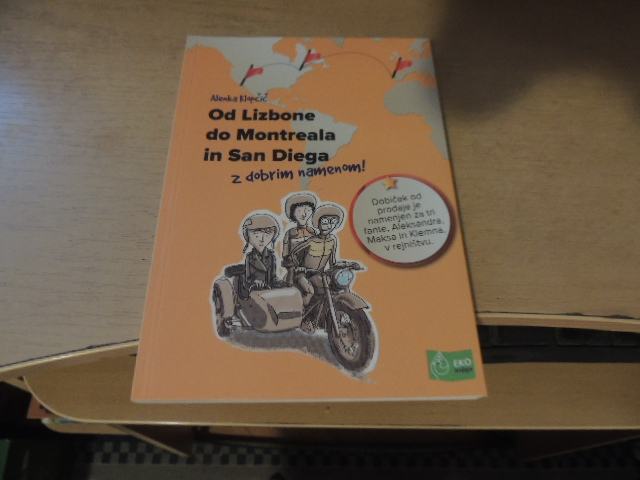 Alenka Klopčič
Od Lizbone
do Montreala
in San Diega
z dobrim namenom!
Dobiček od
prodaje je
namenjen za tri
fante, Aleksandra,
Maksa in Klemna,
v rejništvu.
EKO